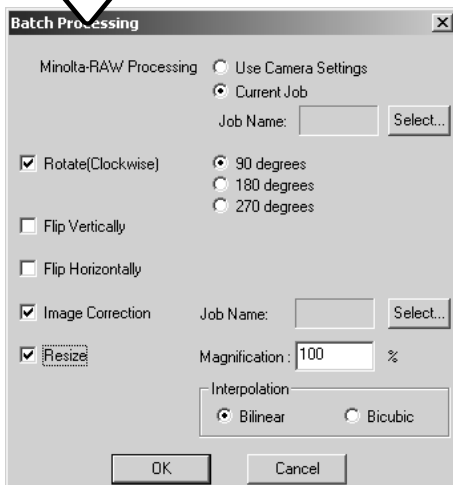 Batch Processing
Minolta-RAW Processing Use Camera Settings
Current Job
Job Name: Select...
Rotate(Clockwise) 90 degrees
180 degrees
270 degrees
Flip Vertically
Flip Horizontally
Image Correction Job Name: Select...
Resize Magnification : 100 %
Interpolation
Bilinear Bicubic
OK Cancel